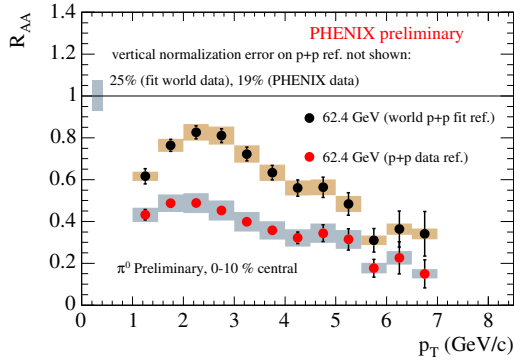 PHENIX preliminary
vertical normalization error on p+p ref. not shown:
25% (fit world data), 19% (PHENIX data)
62.4 GeV (world p+p fit ref.)
62.4 GeV (p+p data ref.)
π⁰ Preliminary, 0-10 % central
R_AA
1.4
1.2
1
0.8
0.6
0.4
0.2
0
0 1 2 3 4 5 6 7 8
p_T [GeV/c]